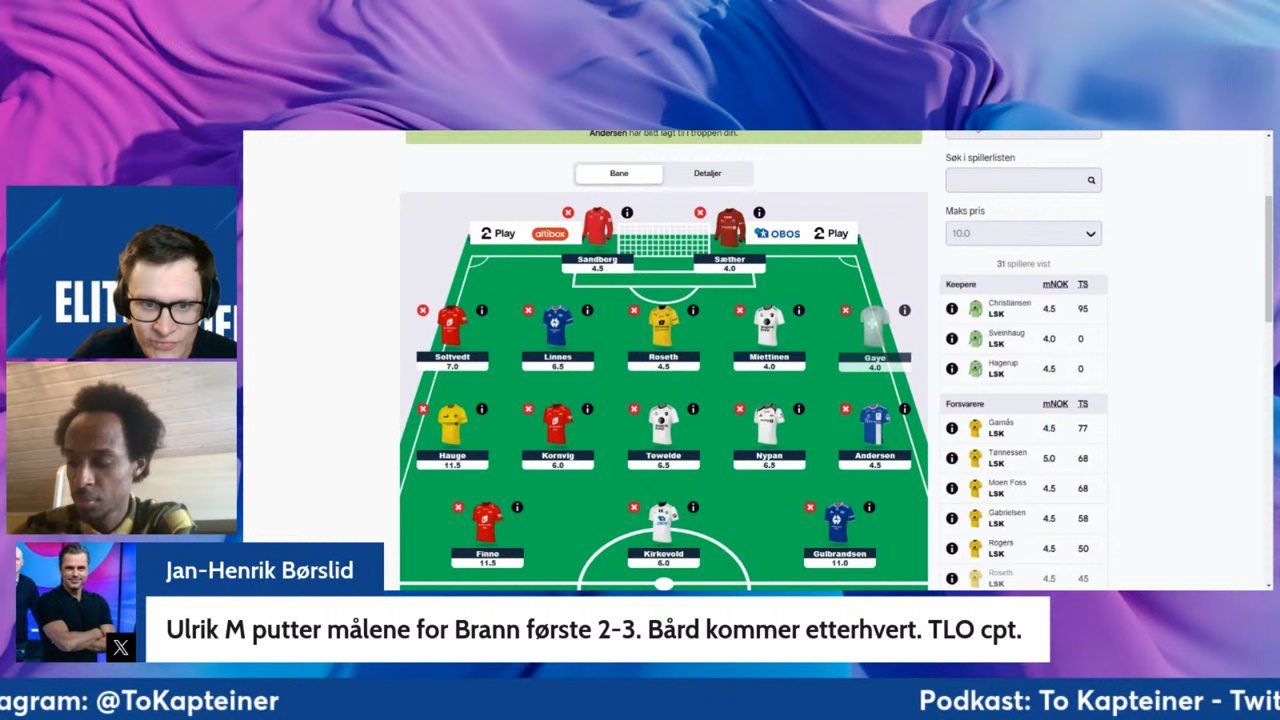 Andersen har blitt lagt til i troppen din.
Bane
Detaljer
Søk i spillerlisten
Maks pris
10.0
31 spillere vist
2 Play
altibox
OBOS
2 Play
Sandberg
4.5
Sæther
4.0
Soltvedt
7.0
Linnes
6.5
Roseth
4.5
Miettinen
4.0
Gaye
4.0
Hauge
11.5
Kornvig
6.0
Tewelde
6.5
Nypan
6.5
Andersen
4.5
Finne
11.5
Kirkevold
6.0
Gulbrandsen
11.0
Keepere mNOK TS
Christiansen
LSK 4.5 95
Sveinhaug
LSK 4.0 0
Hagerup
LSK 4.5 0
Forsvarere mNOK TS
Garnås
LSK 4.5 77
Tønnessen
LSK 5.0 68
Moen Foss
LSK 4.5 68
Gabrielsen
LSK 4.5 58
Rogers
LSK 4.5 50
Roseth
LSK 4.5 45
ELIT
Jan-Henrik Børslid
Ulrik M putter målene for Brann første 2-3. Bård kommer etterhvert. TLO cpt.
agram: @ToKapteiner
Podkast: To Kapteiner - Twit